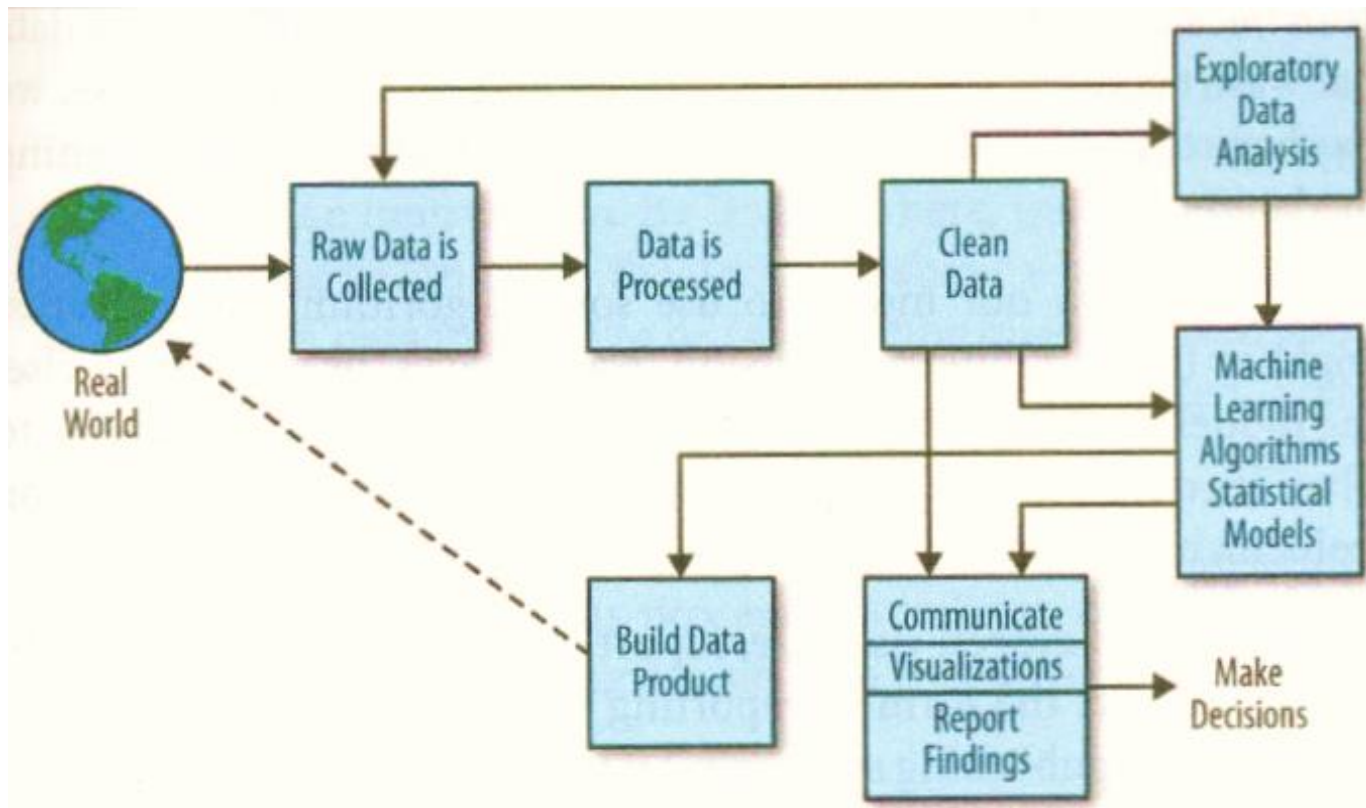 Exploratory
Data
Analysis
Raw Data is
Collected
Data is
Processed
Clean
Data
Real
World
Machine
Learning
Algorithms
Statistical
Models
Build Data
Product
Communicate
Visualizations
Report
Findings
Make
Decisions